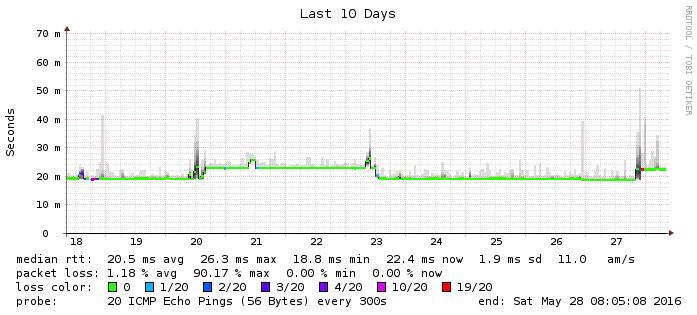 Last 10 Days
RRDTOOL / TOBI OETIKER
Seconds
70 m
60 m
50 m
40 m
30 m
20 m
10 m
0
18 19 20 21 22 23 24 25 26 27
median rtt: 20.5 ms avg 26.3 ms max 18.8 ms min 22.4 ms now 1.9 ms sd 11.0 am/s
packet loss: 1.18 % avg 90.17 % max 0.00 % min 0.00 % now
loss color: 0 1/20 2/20 3/20 4/20 10/20 19/20
probe: 20 ICMP Echo Pings (56 Bytes) every 300s end: Sat May 28 08:05:08 2016